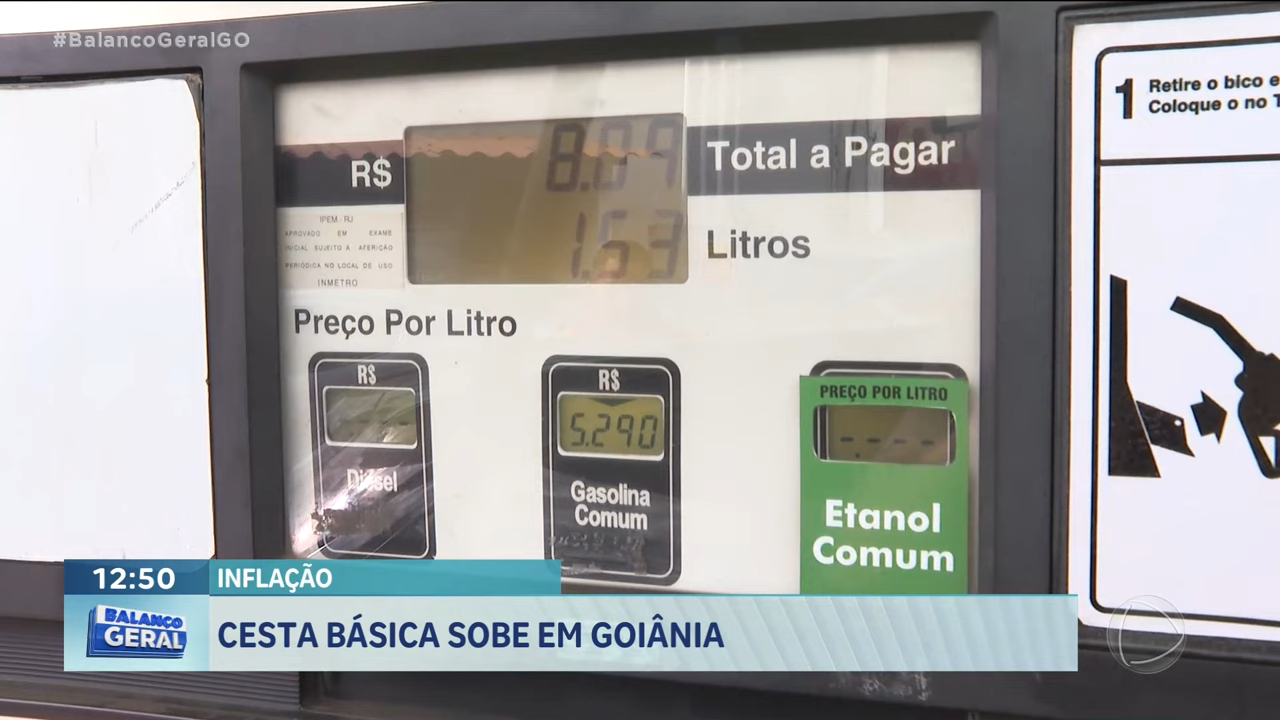 #BalancoGeralGO
R$
8.09
Total a Pagar
1.53
Litros
IPEM - RJ
APROVADO EM EXAME
INICIAL SUJEITO A AFERIÇÃO
PERIÓDICA NO LOCAL DE USO
INMETRO
Preço Por Litro
R$
Diesel
R$
5.290
Gasolina
Comum
PREÇO POR LITRO
----
Etanol
Comum
1 Retire o bico e
Coloque o no T
12:50
INFLAÇÃO
BALANCO
GERAL
CESTA BÁSICA SOBE EM GOIÂNIA